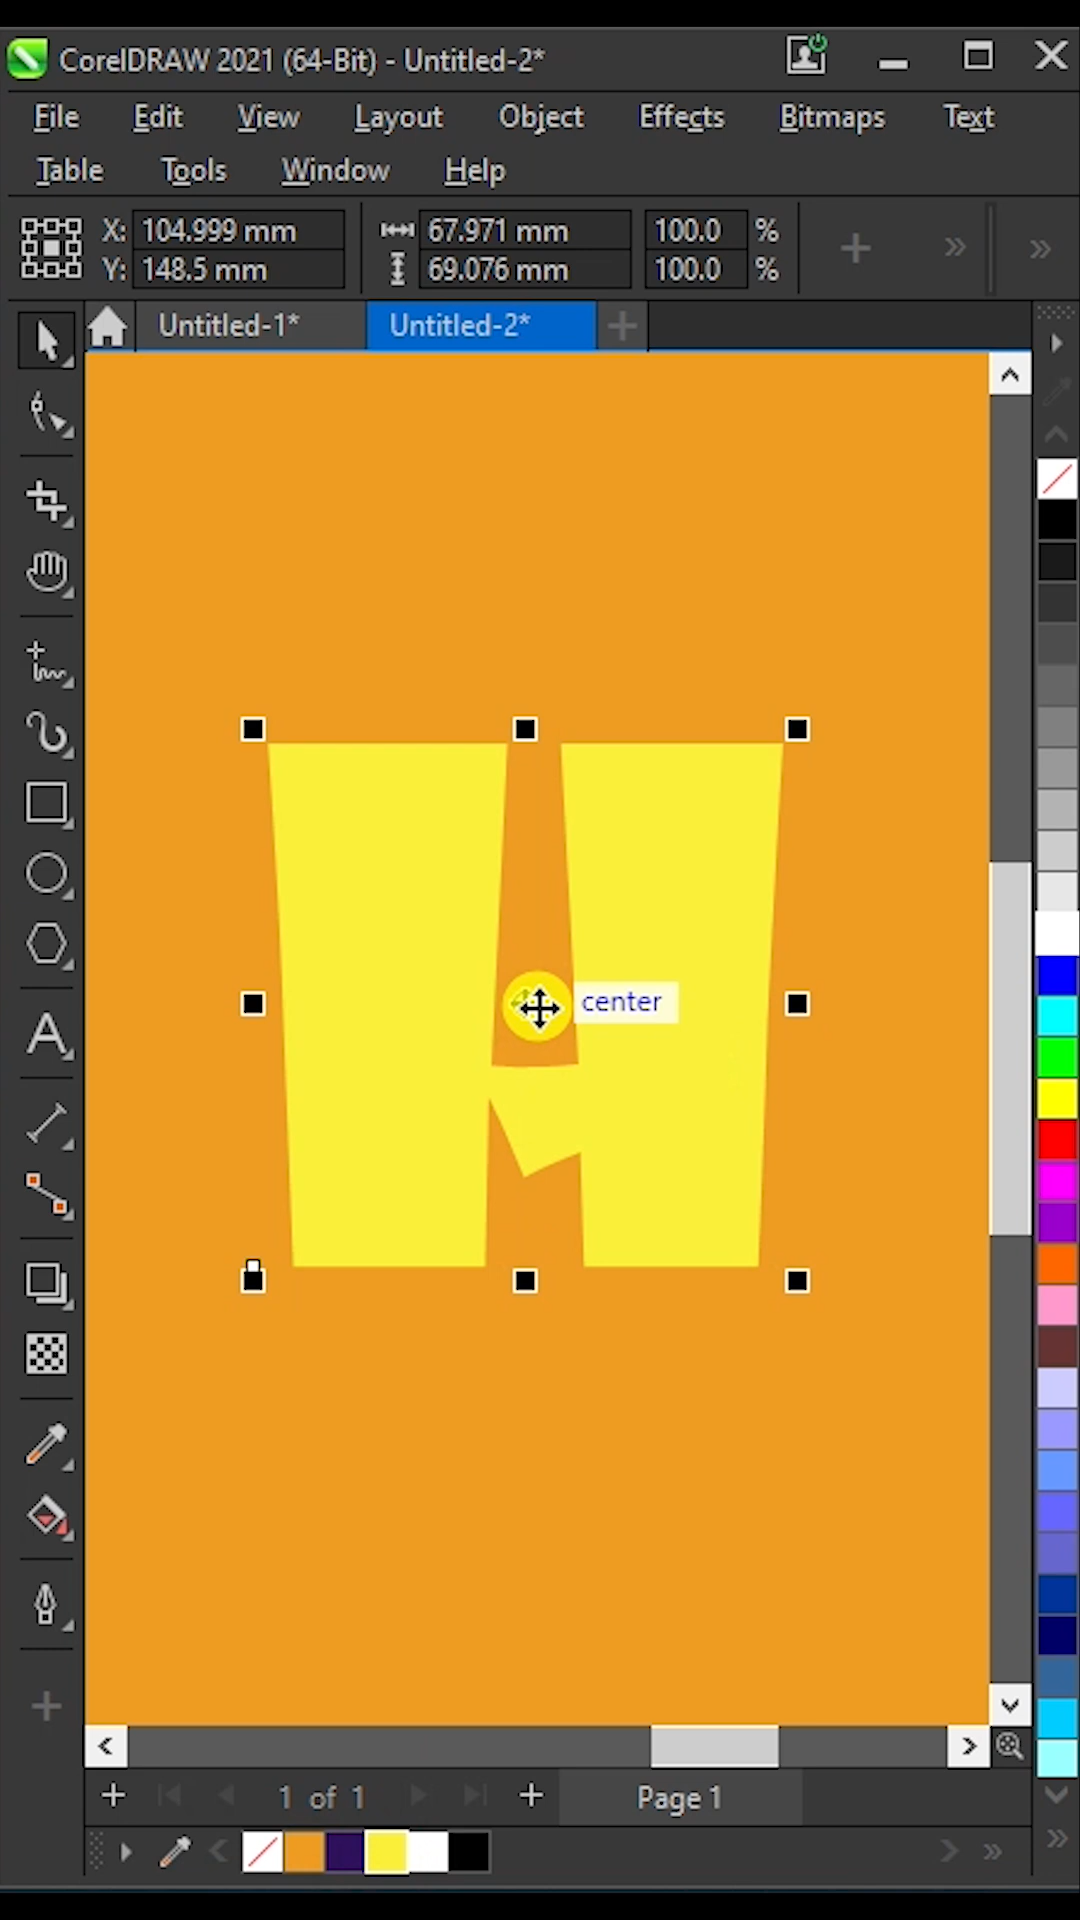 CorelDRAW 2021 (64-Bit) - Untitled-2*
File Edit View Layout Object Effects Bitmaps Text
Table Tools Window Help
X: 104.999 mm 67.971 mm 100.0 %
Y: 148.5 mm 69.076 mm 100.0 %
Untitled-1* Untitled-2*
H
center
1 of 1 Page 1